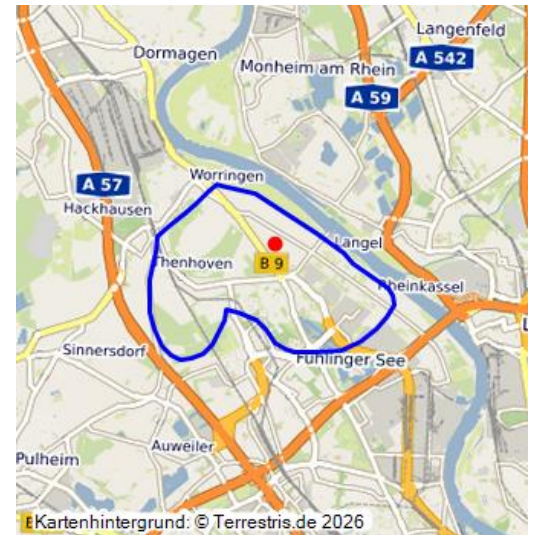 Langenfeld
Dormagen
A 542
Monheim am Rhein
A 59
Worringen
A 57
Hackhausen
Langel
Thenhoven
B 9
Rheinkassel
Sinnersdorf
Fühlinger See
Auweiler
Pulheim
Kartenhintergrund: © Terrestris.de 2026